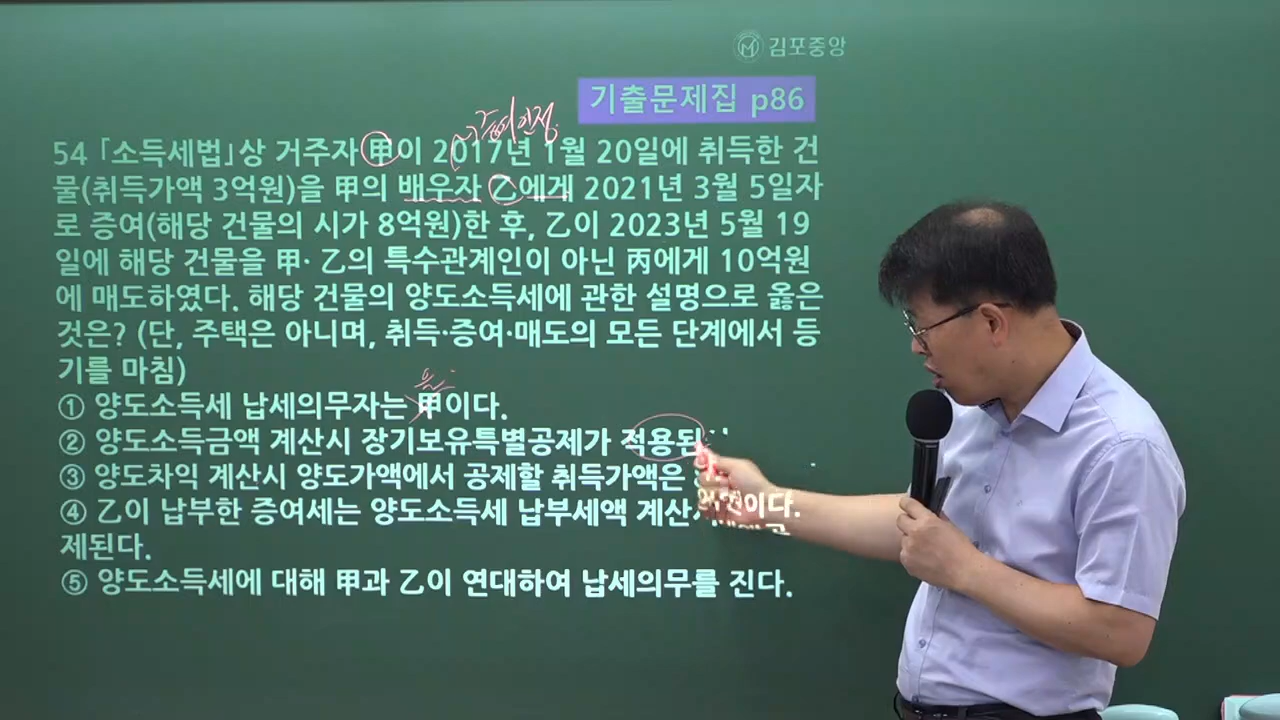 김포중앙
기출문제집 p86
증여인정
54 「소득세법」상 거주자 甲이 2017년 1월 20일에 취득한 건
물(취득가액 3억원)을 甲의 배우자 乙에게 2021년 3월 5일자
로 증여(해당 건물의 시가 8억원)한 후, 乙이 2023년 5월 19
일에 해당 건물을 甲· 乙의 특수관계인이 아닌 丙에게 10억원
에 매도하였다. 해당 건물의 양도소득세에 관한 설명으로 옳은
것은? (단, 주택은 아니며, 취득·증여·매도의 모든 단계에서 등
기를 마침)
① 양도소득세 납세의무자는 甲이다.
② 양도소득금액 계산시 장기보유특별공제가 적용된
③ 양도차익 계산시 양도가액에서 공제할 취득가액은
억원이다.
④ 乙이 납부한 증여세는 양도소득세 납부세액 계산
제된다.
⑤ 양도소득세에 대해 甲과 乙이 연대하여 납세의무를 진다.